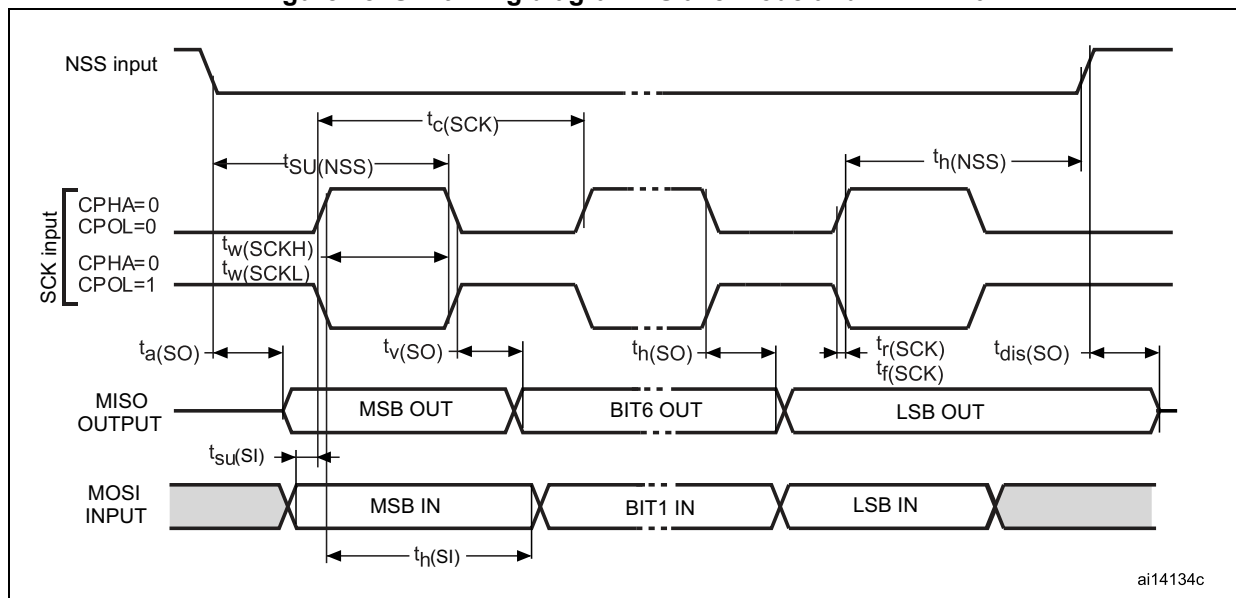 NSS input
tc(SCK)
tSU(NSS)
th(NSS)
SCK input
CPHA=0
CPOL=0
tw(SCKH)
CPHA=0
tw(SCKL)
CPOL=1
ta(SO)
tv(SO)
th(SO)
tr(SCK)
tf(SCK)
tdis(SO)
MISO
OUTPUT
MSB OUT
BIT6 OUT
LSB OUT
tsu(SI)
MOSI
INPUT
MSB IN
BIT1 IN
LSB IN
th(SI)
ai14134c